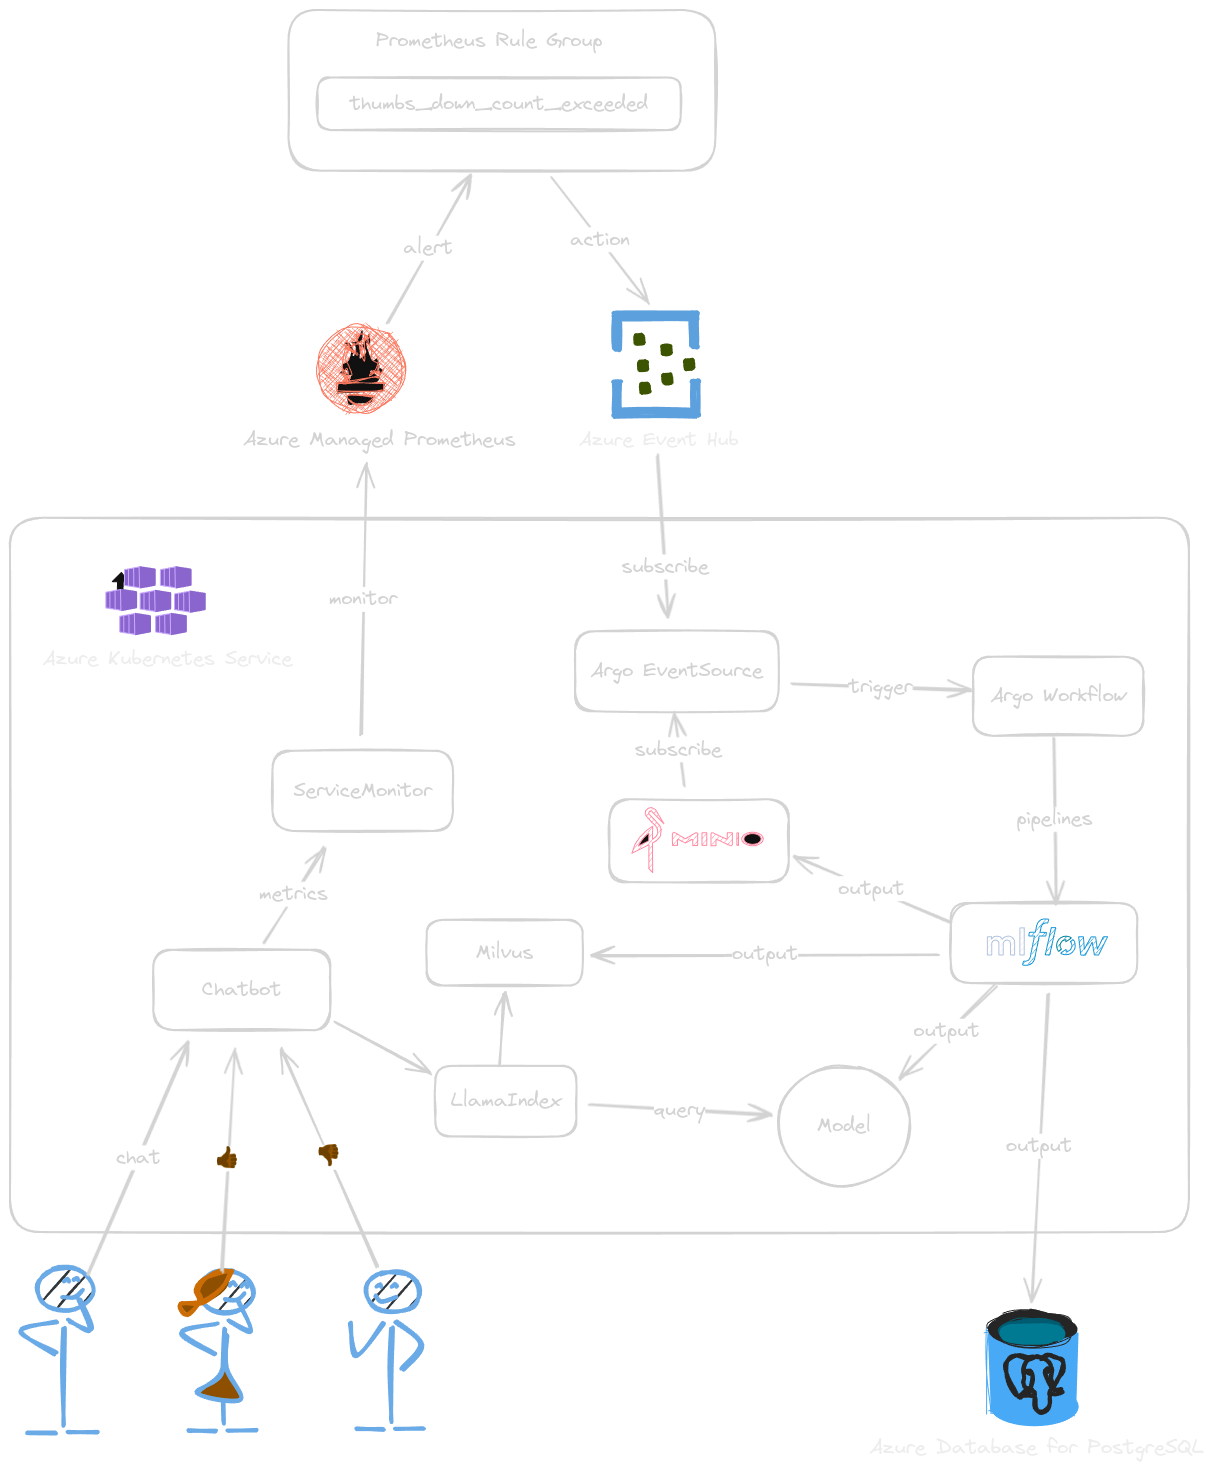 Prometheus Rule Group
thumbs_down_count_exceeded
alert
action
Azure Managed Prometheus
Azure Event Hub
subscribe
monitor
Azure Kubernetes Service
Argo EventSource
trigger
Argo Workflow
subscribe
ServiceMonitor
pipelines
MINIO
output
metrics
mlflow
Milvus
output
Chatbot
output
LlamaIndex
query
Model
chat
output
Azure Database for PostgreSQL